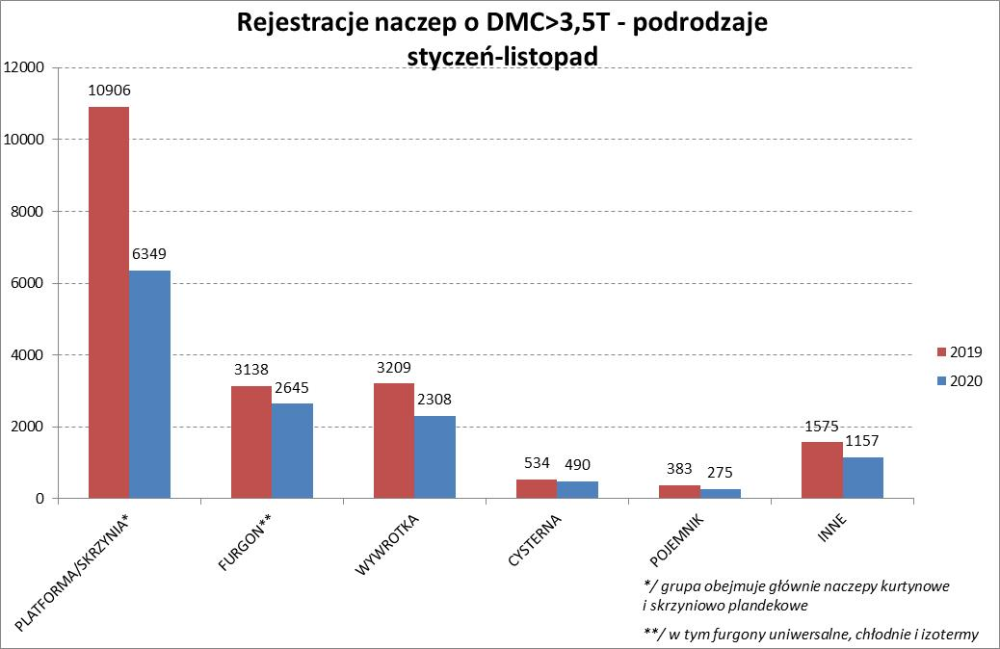 Rejestracje naczep o DMC>3,5T - podrodzaje
styczeń-listopad
12000
10000
8000
6000
4000
2000
0
10906
6349
3138
2645
3209
2308
534
490
383
275
1575
1157
2019
2020
PLATFORMA/SKRZYNIA*
FURGON**
WYWROTKA
CYSTERNA
POJEMNIK
INNE
*/ grupa obejmuje głównie naczepy kurtynowe
i skrzyniowo plandekowe
**/ w tym furgony uniwersalne, chłodnie i izotermy